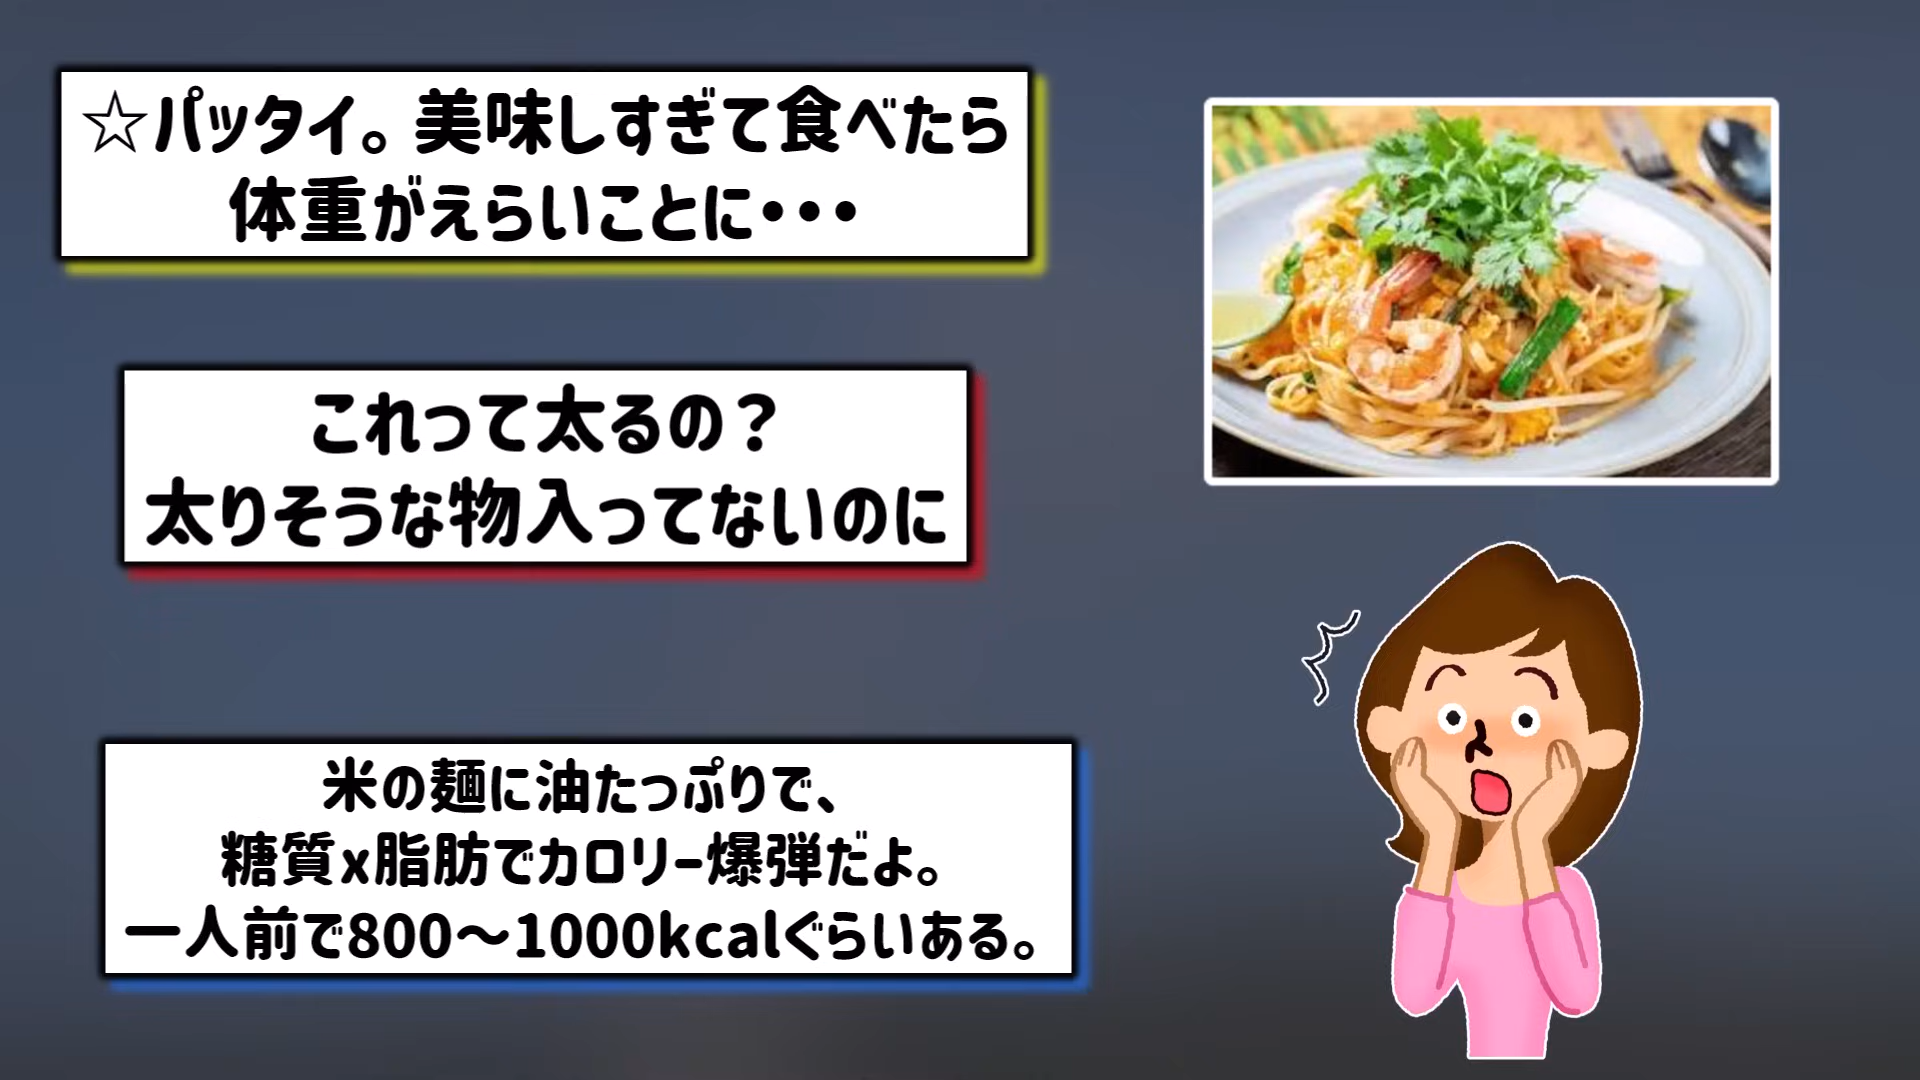 ☆パッタイ。美味しすぎて食べたら
体重がえらいことに・・・
これって太るの？
太りそうな物入ってないのに
米の麺に油たっぷりで、
糖質x脂肪でカロリー爆弾だよ。
一人前で800～1000kcalぐらいある。